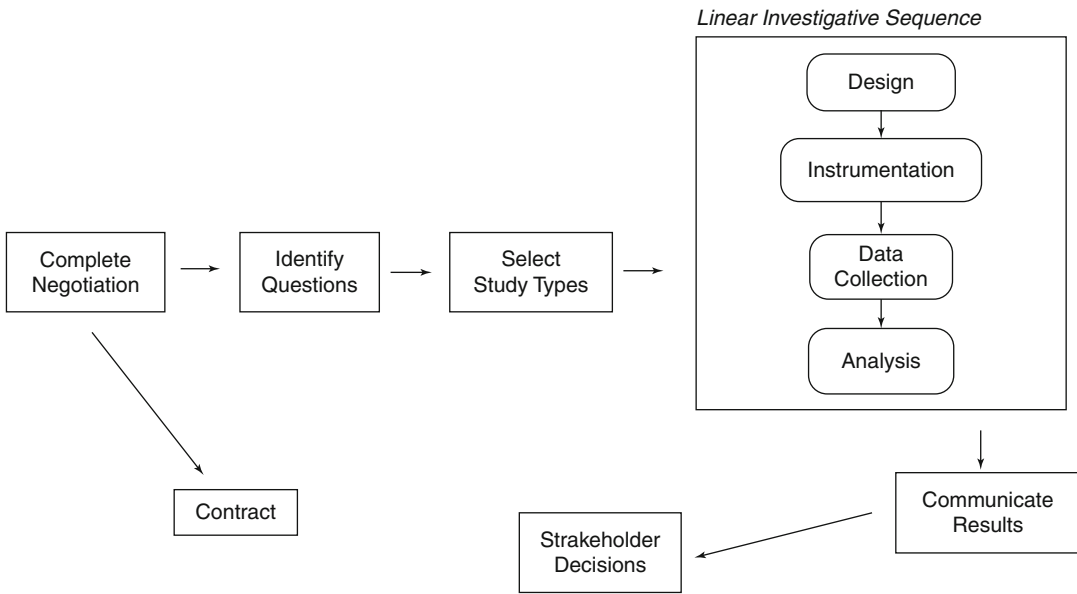 Linear Investigative Sequence
Design
Instrumentation
Data
Collection
Analysis
Complete
Negotiation
Identify
Questions
Select
Study Types
Contract
Communicate
Results
Strakeholder
Decisions